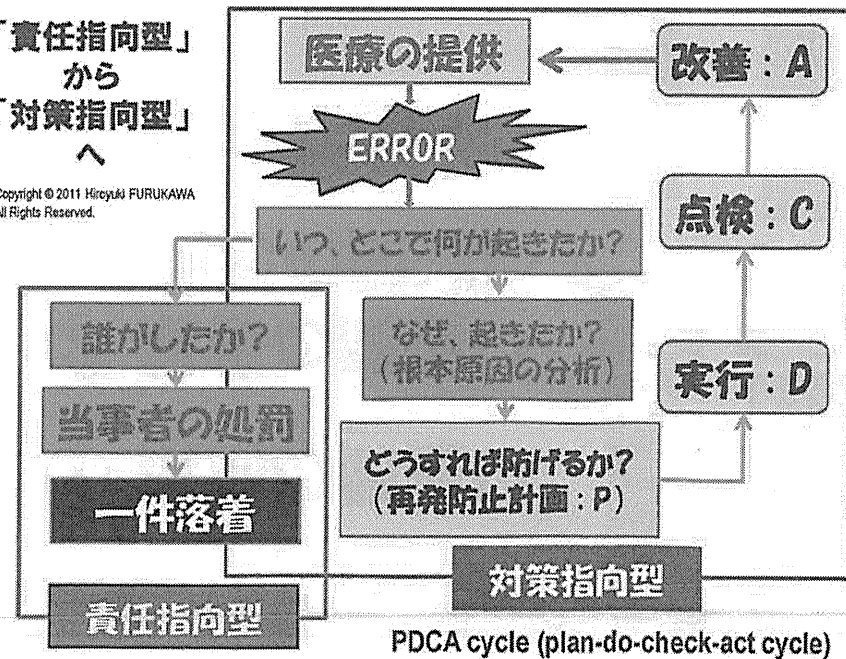 「責任指向型」
から
「対策指向型」
へ
Copyright © 2011 Hiroyuki FURUKAWA
All Rights Reserved.
医療の提供
ERROR
いつ、どこで何が起きたか?
誰がしたか?
当事者の処罰
一件落着
責任指向型
なぜ、起きたか?
(根本原因の分析)
どうすれば防げるか?
(再発防止計画:P)
対策指向型
改善:A
点検:C
実行:D
PDCA cycle (plan-do-check-act cycle)